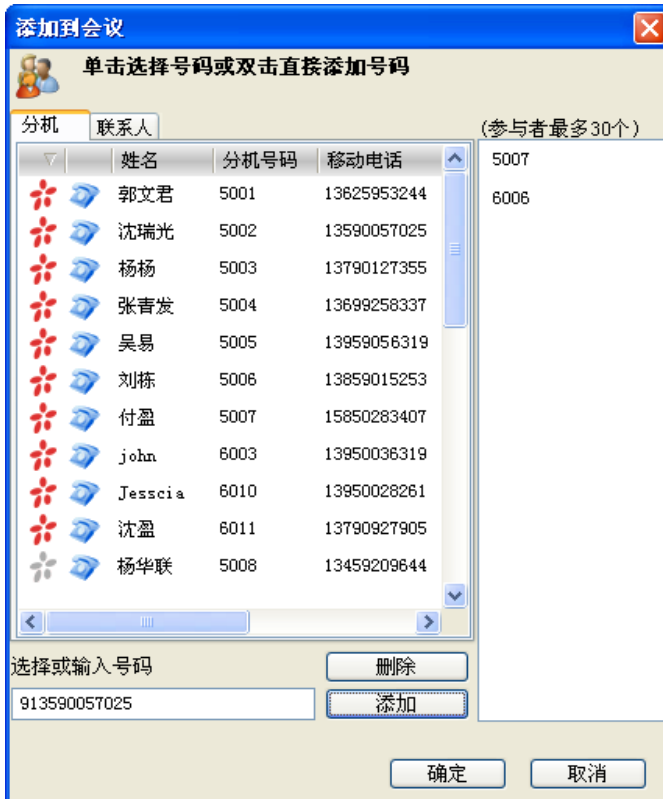 添加到会议
单击选择号码或双击直接添加号码
分机 联系人 (参与者最多30个)
姓名 分机号码 移动电话
郭文君 5001 13625953244
沈瑞光 5002 13590057025
杨杨 5003 13790127355
张青发 5004 13699258337
吴易 5005 13959056319
刘栋 5006 13859015253
付盈 5007 15850283407
john 6003 13950036319
Jesscia 6010 13950028261
沈盈 6011 13790927905
杨华联 5008 13459209644
5007
6006
选择或输入号码 删除
913590057025 添加
确定 取消